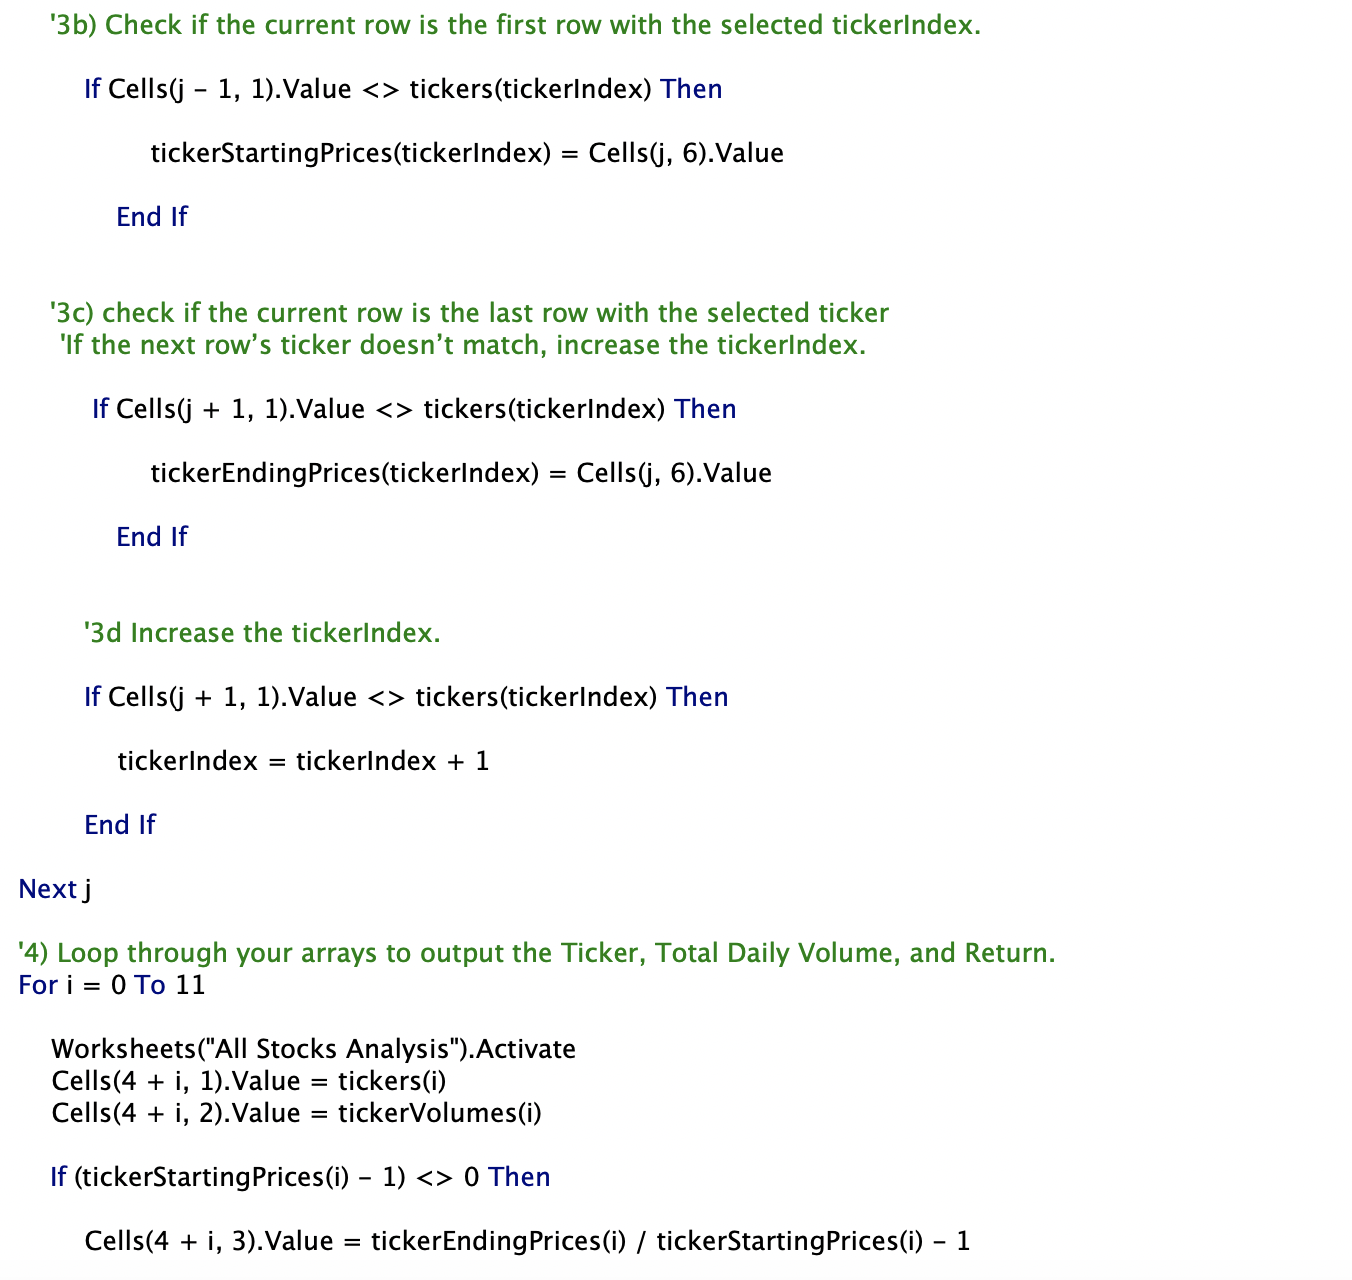 '3b) Check if the current row is the first row with the selected tickerIndex.
If Cells(j - 1, 1).Value <> tickers(tickerIndex) Then
tickerStartingPrices(tickerIndex) = Cells(j, 6).Value
End If
'3c) check if the current row is the last row with the selected ticker
'If the next row’s ticker doesn’t match, increase the tickerIndex.
If Cells(j + 1, 1).Value <> tickers(tickerIndex) Then
tickerEndingPrices(tickerIndex) = Cells(j, 6).Value
End If
'3d Increase the tickerIndex.
If Cells(j + 1, 1).Value <> tickers(tickerIndex) Then
tickerIndex = tickerIndex + 1
End If
Next j
'4) Loop through your arrays to output the Ticker, Total Daily Volume, and Return.
For i = 0 To 11
Worksheets("All Stocks Analysis").Activate
Cells(4 + i, 1).Value = tickers(i)
Cells(4 + i, 2).Value = tickerVolumes(i)
If (tickerStartingPrices(i) - 1) <> 0 Then
Cells(4 + i, 3).Value = tickerEndingPrices(i) / tickerStartingPrices(i) - 1